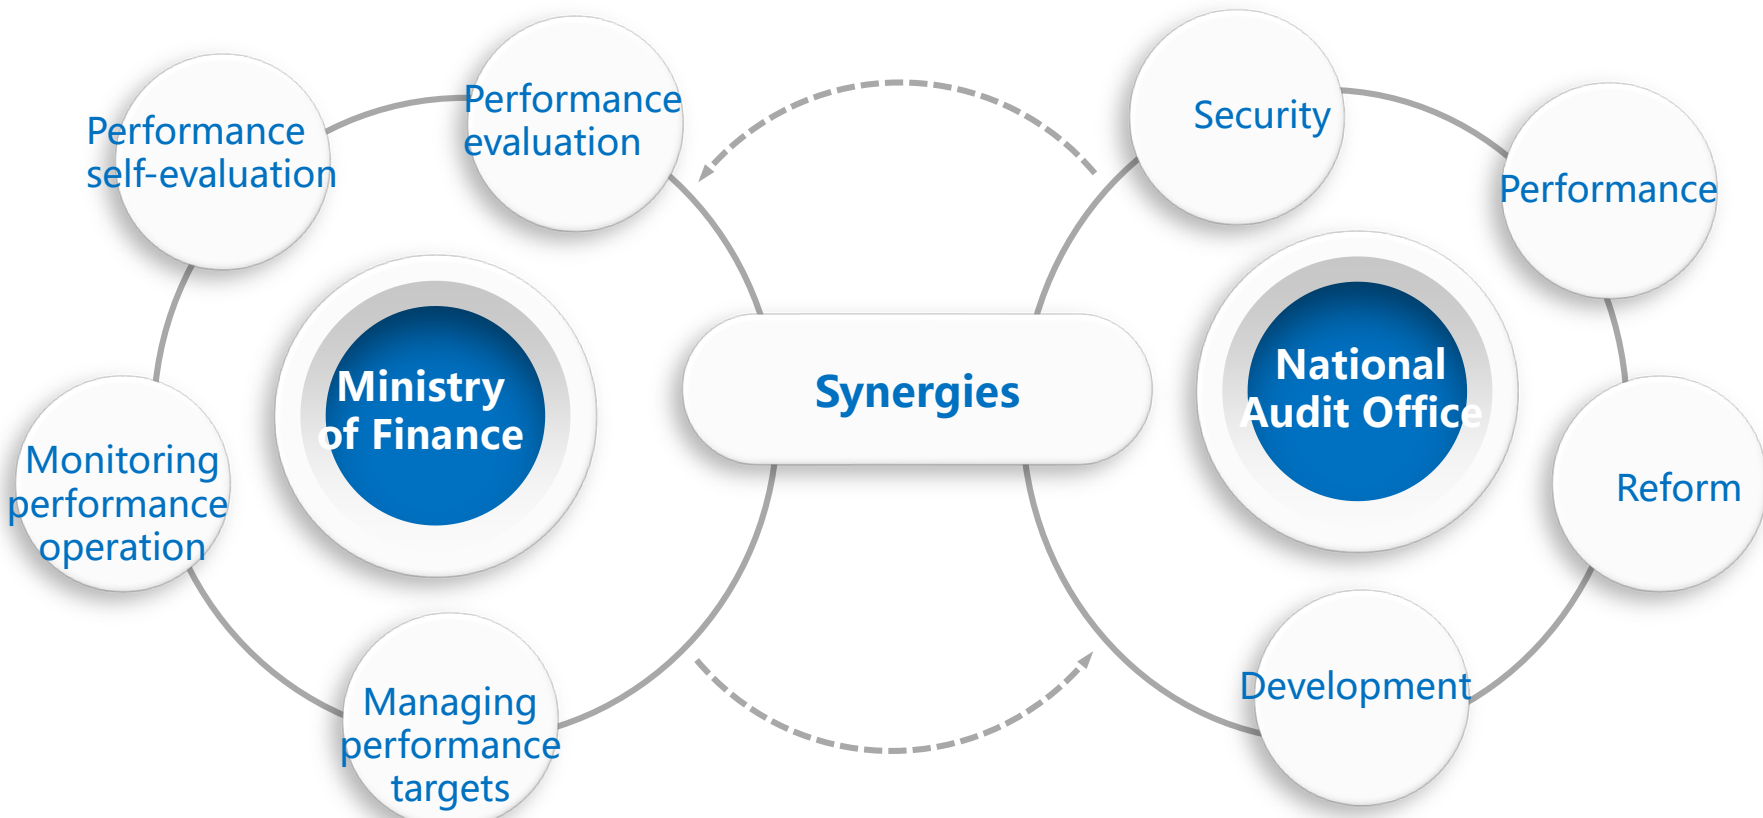 Performance
evaluation
Performance
self-evaluation
Monitoring
performance
operation
Managing
performance
targets
Ministry
of Finance
Synergies
National
Audit Office
Security
Performance
Reform
Development